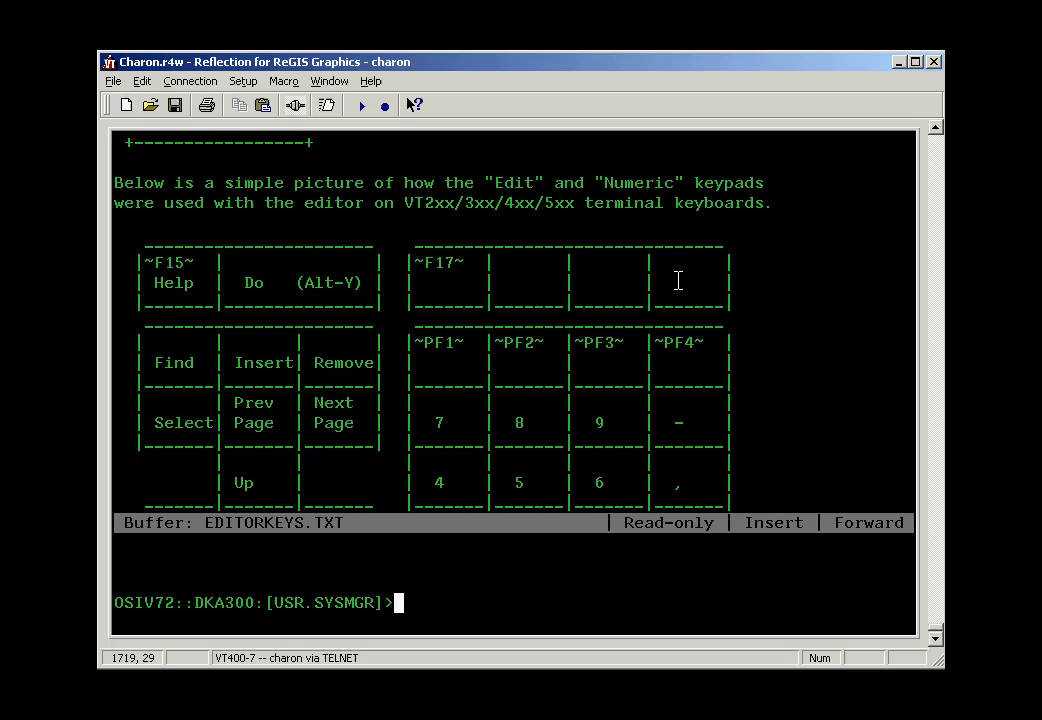 Charon.r4w - Reflection for ReGIS Graphics - charon
File Edit Connection Setup Macro Window Help
+-----------------+
Below is a simple picture of how the "Edit" and "Numeric" keypads
were used with the editor on VT2xx/3xx/4xx/5xx terminal keyboards.
|~F15~ | | |~F17~ | | | |
| Help | Do (Alt-Y) | | | | | |
| | | | |~PF1~ |~PF2~ |~PF3~ |~PF4~ |
| Find | Insert| Remove| | | | | |
| | Prev | Next | | | | | |
| Select| Page | Page | | 7 | 8 | 9 | - |
| Up | | 4 | 5 | 6 | , |
Buffer: EDITORKEYS.TXT | Read-only | Insert | Forward
OSIV72::DKA300:[USR.SYSMGR]>
1719, 29 VT400-7 -- charon via TELNET Num